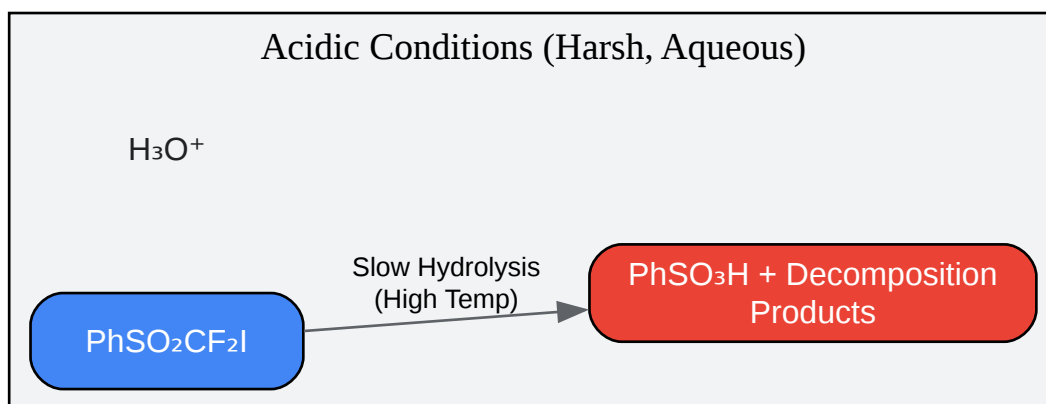 Acidic Conditions (Harsh, Aqueous)
H₃O⁺
Slow Hydrolysis
(High Temp)
PhSO₂CF₂I
PhSO₃H + Decomposition
Products